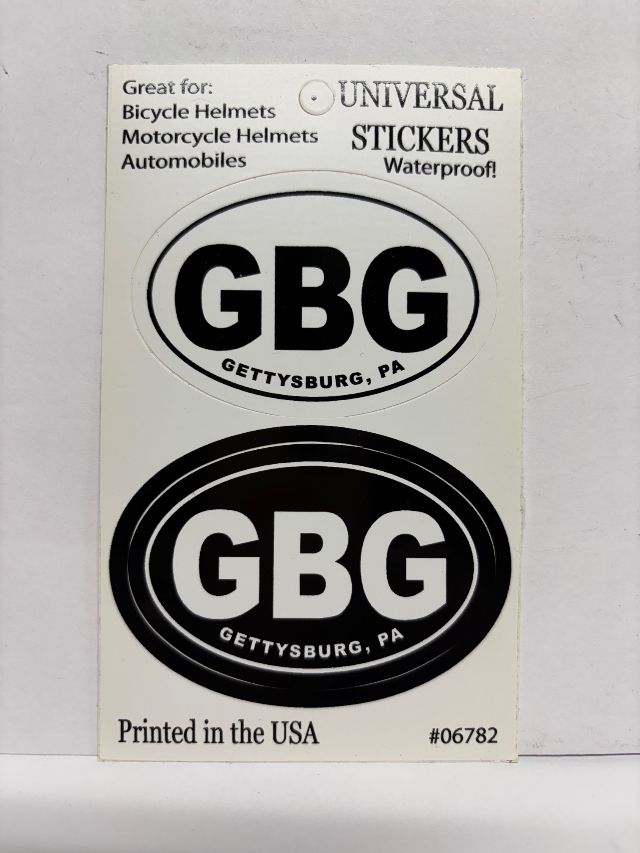 Great for:
Bicycle Helmets
Motorcycle Helmets
Automobiles
UNIVERSAL
STICKERS
Waterproof!
GBG
GETTYSBURG, PA
GBG
GETTYSBURG, PA
Printed in the USA
#06782